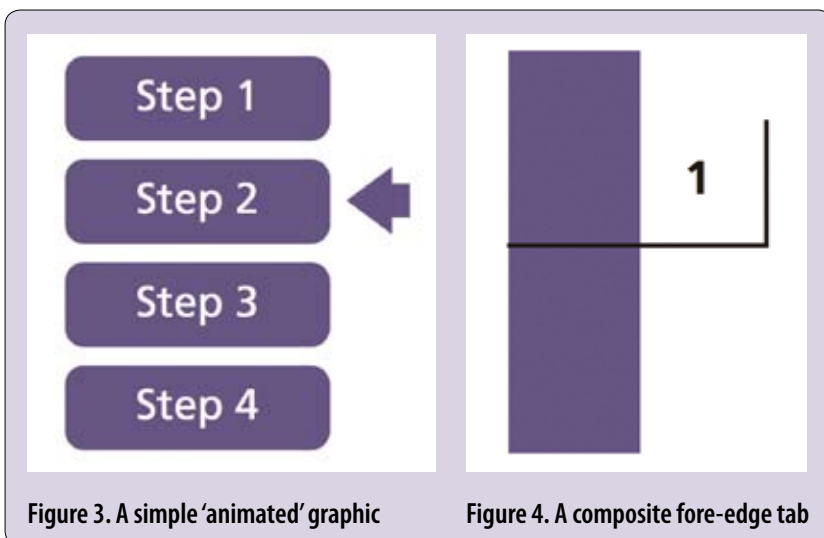 Step 1
Step 2
Step 3
Step 4
1
Figure 3. A simple ‘animated’ graphic
Figure 4. A composite fore-edge tab